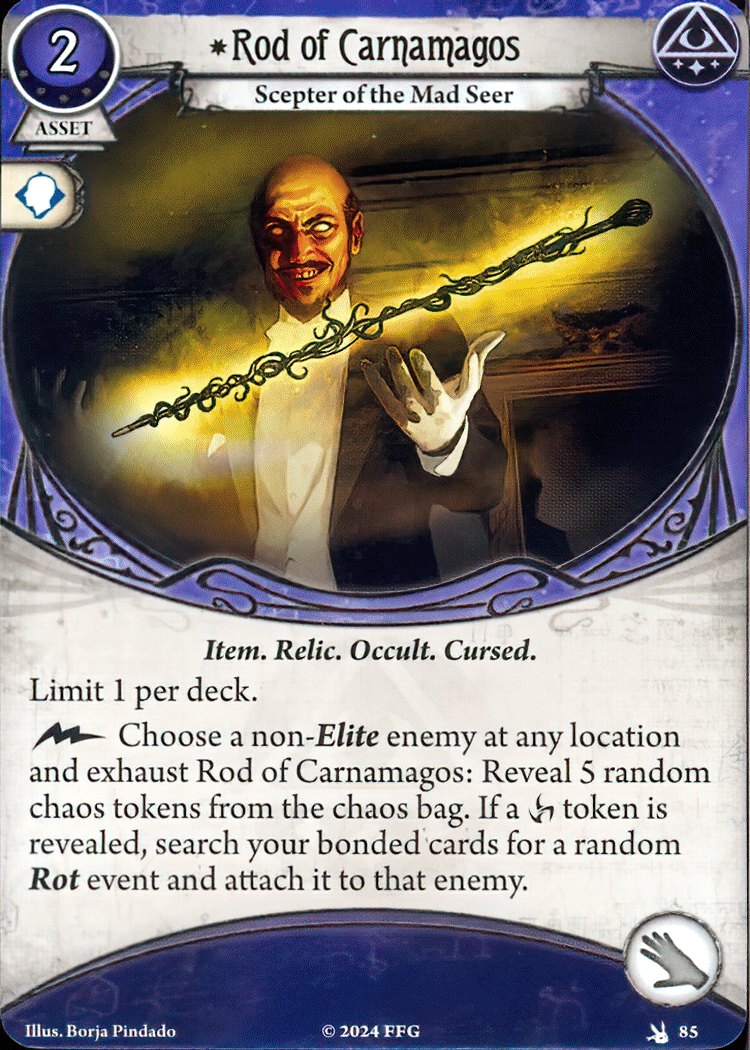 2
✷Rod of Carnamagos
Scepter of the Mad Seer
ASSET
Item. Relic. Occult. Cursed.
Limit 1 per deck.
Choose a non-Elite enemy at any location
and exhaust Rod of Carnamagos: Reveal 5 random
chaos tokens from the chaos bag. If a token is
revealed, search your bonded cards for a random
Rot event and attach it to that enemy.
Illus. Borja Pindado
© 2024 FFG
85